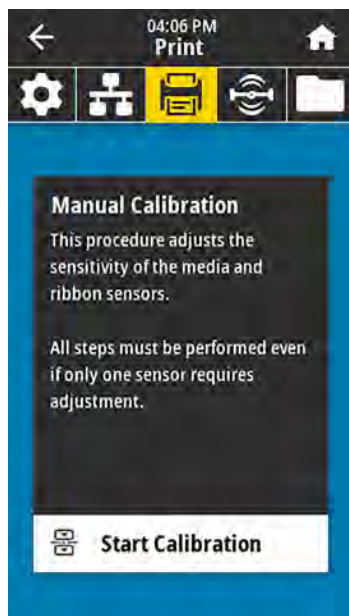 04:06 PM
Print
Manual Calibration
This procedure adjusts the
sensitivity of the media and
ribbon sensors.
All steps must be performed even
if only one sensor requires
adjustment.
Start Calibration